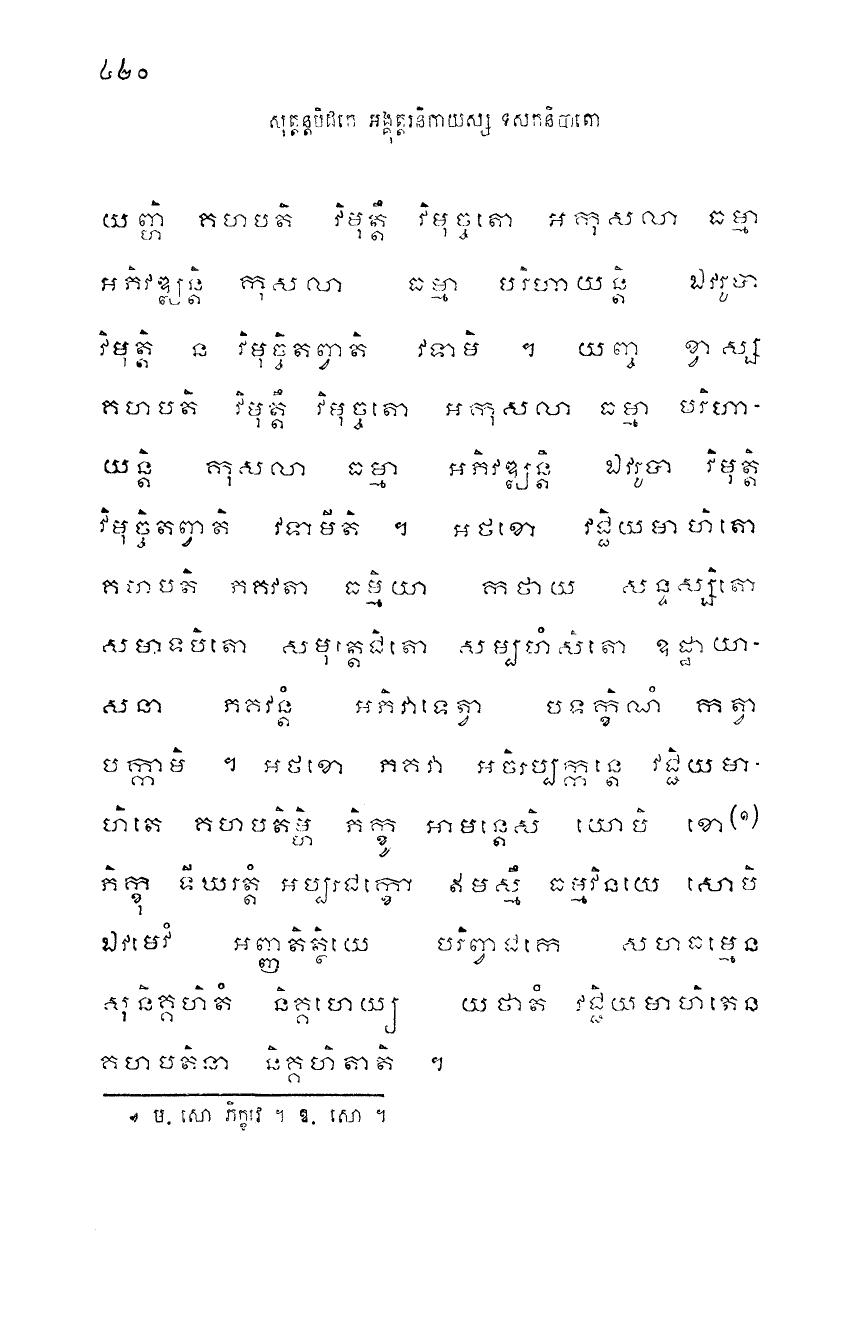 ៤២០
សុត្តន្តបិដកេ អង្គុត្តរនិកាយស្ស ទសកនិបាតោ
យញ្ហិ គហបតិ វិមុត្តឹ វិមុច្ចតោ អកុសលា ធម្មា
អភិវឌ្ឍន្តិ កុសលា ធម្មា បរិហាយន្តិ ឯវរូបា
វិមុត្តិ ន វិមុច្ចិតព្វាតិ វទាមិ ។ យញ្ច ខ្វាស្ស
គហបតិ វិមុត្តឹ វិមុច្ចតោ អកុសលា ធម្មា បរិហា-
យន្តិ កុសលា ធម្មា អភិវឌ្ឍន្តិ ឯវរូបា វិមុត្តិ
វិមុច្ចិតព្វាតិ វទាមីតិ ។ អថខោ វជ្ជិយមាហិតោ
គហបតិ ភគវតា ធម្មិយា កថាយ សន្ទស្សិតោ
សមាទបិតោ សមុត្តេជិតោ សម្បហំសិតោ ឧដ្ឋាយា-
សនា ភគវន្តំ អភិវាទេត្វា បទក្ខិណំ កត្វា
បក្កាមិ ។ អថខោ ភគវា អចិរប្បក្កន្តេ វជ្ជិយមា-
ហិតេ គហបតិម្ហិ ភិក្ខូ អាមន្តេសិ យោបិ ខោ(១)
ភិក្ខុ ទីឃរត្តំ អប្បរជក្ខោ ឥមស្មឹ ធម្មវិនយេ សោបិ
ឯវមេវំ អញ្ញតិត្ថិយេ បរិព្វាជកេ សហធម្មេន
សុនិគ្គហិតំ និគ្គហេយ្យ យថាតំ វជ្ជិយមាហិតេន
គហបតិនា និគ្គហិតាតិ ។
១ ម. សោ ភិក្ខវេ ។ ឱ. សោ ។